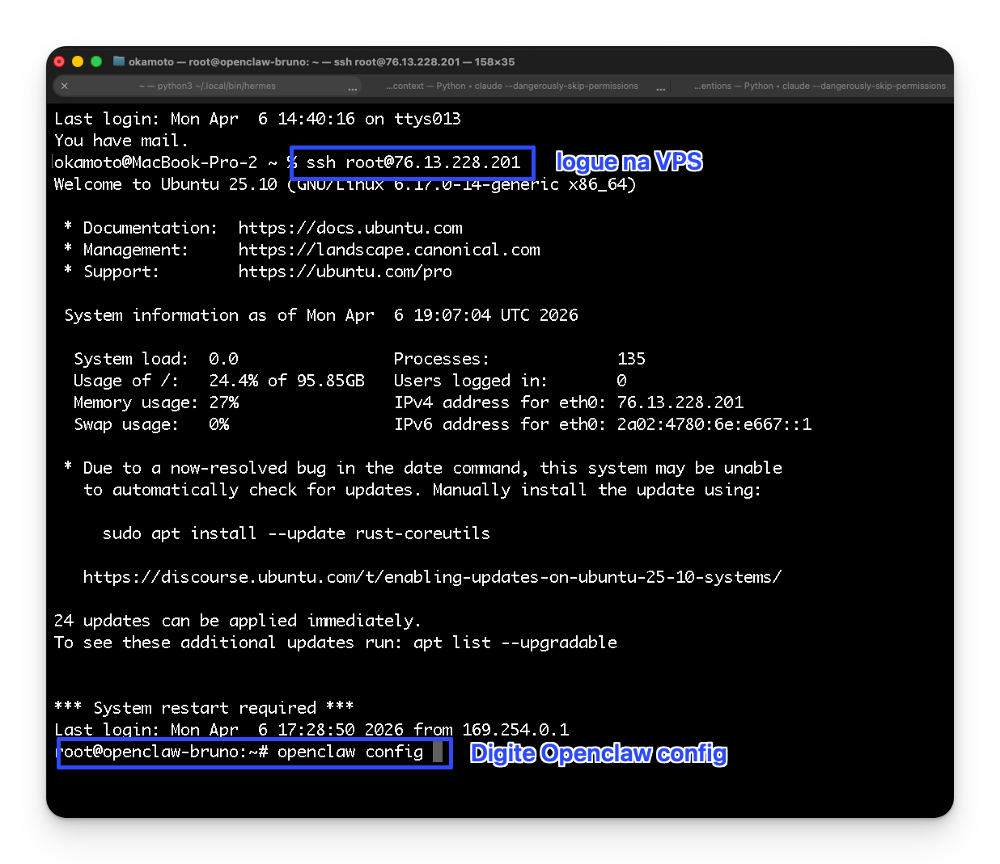 okamoto — root@openclaw-bruno: ~ — ssh root@76.13.228.201 — 158×35
~ — python3 ~/.local/bin/hermes ...
...context — Python ◂ claude --dangerously-skip-permissions ...
...entions — Python ◂ claude --dangerously-skip-permissions
Last login: Mon Apr  6 14:40:16 on ttys013
You have mail.
okamoto@MacBook-Pro-2 ~ % ssh root@76.13.228.201
logue na VPS
Welcome to Ubuntu 25.10 (GNU/Linux 6.17.0-14-generic x86_64)
* Documentation:  https://docs.ubuntu.com
* Management:     https://landscape.canonical.com
* Support:        https://ubuntu.com/pro
System information as of Mon Apr  6 19:07:04 UTC 2026
System load:  0.0                Processes:             135
Usage of /:   24.4% of 95.85GB   Users logged in:       0
Memory usage: 27%                IPv4 address for eth0: 76.13.228.201
Swap usage:   0%                 IPv6 address for eth0: 2a02:4780:6e:e667::1
* Due to a now-resolved bug in the date command, this system may be unable
to automatically check for updates. Manually install the update using:
sudo apt install --update rust-coreutils
https://discourse.ubuntu.com/t/enabling-updates-on-ubuntu-25-10-systems/
24 updates can be applied immediately.
To see these additional updates run: apt list --upgradable
*** System restart required ***
Last login: Mon Apr  6 17:28:50 2026 from 169.254.0.1
root@openclaw-bruno:~# openclaw config
Digite Openclaw config